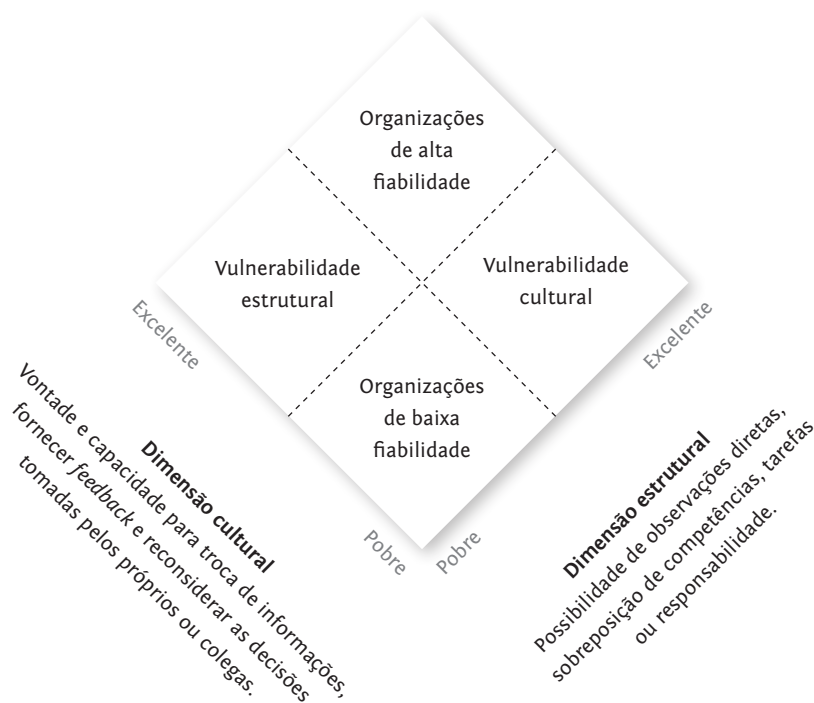 Organizações
de alta
fiabilidade
Vulnerabilidade
estrutural
Vulnerabilidade
cultural
Organizações
de baixa
fiabilidade
Excelente
Pobre
Dimensão cultural
Vontade e capacidade para troca de informações,
fornecer feedback e reconsiderar as decisões
tomadas pelos próprios ou colegas.
Pobre
Excelente
Dimensão estrutural
Possibilidade de observações diretas,
sobreposição de competências, tarefas
ou responsabilidade.